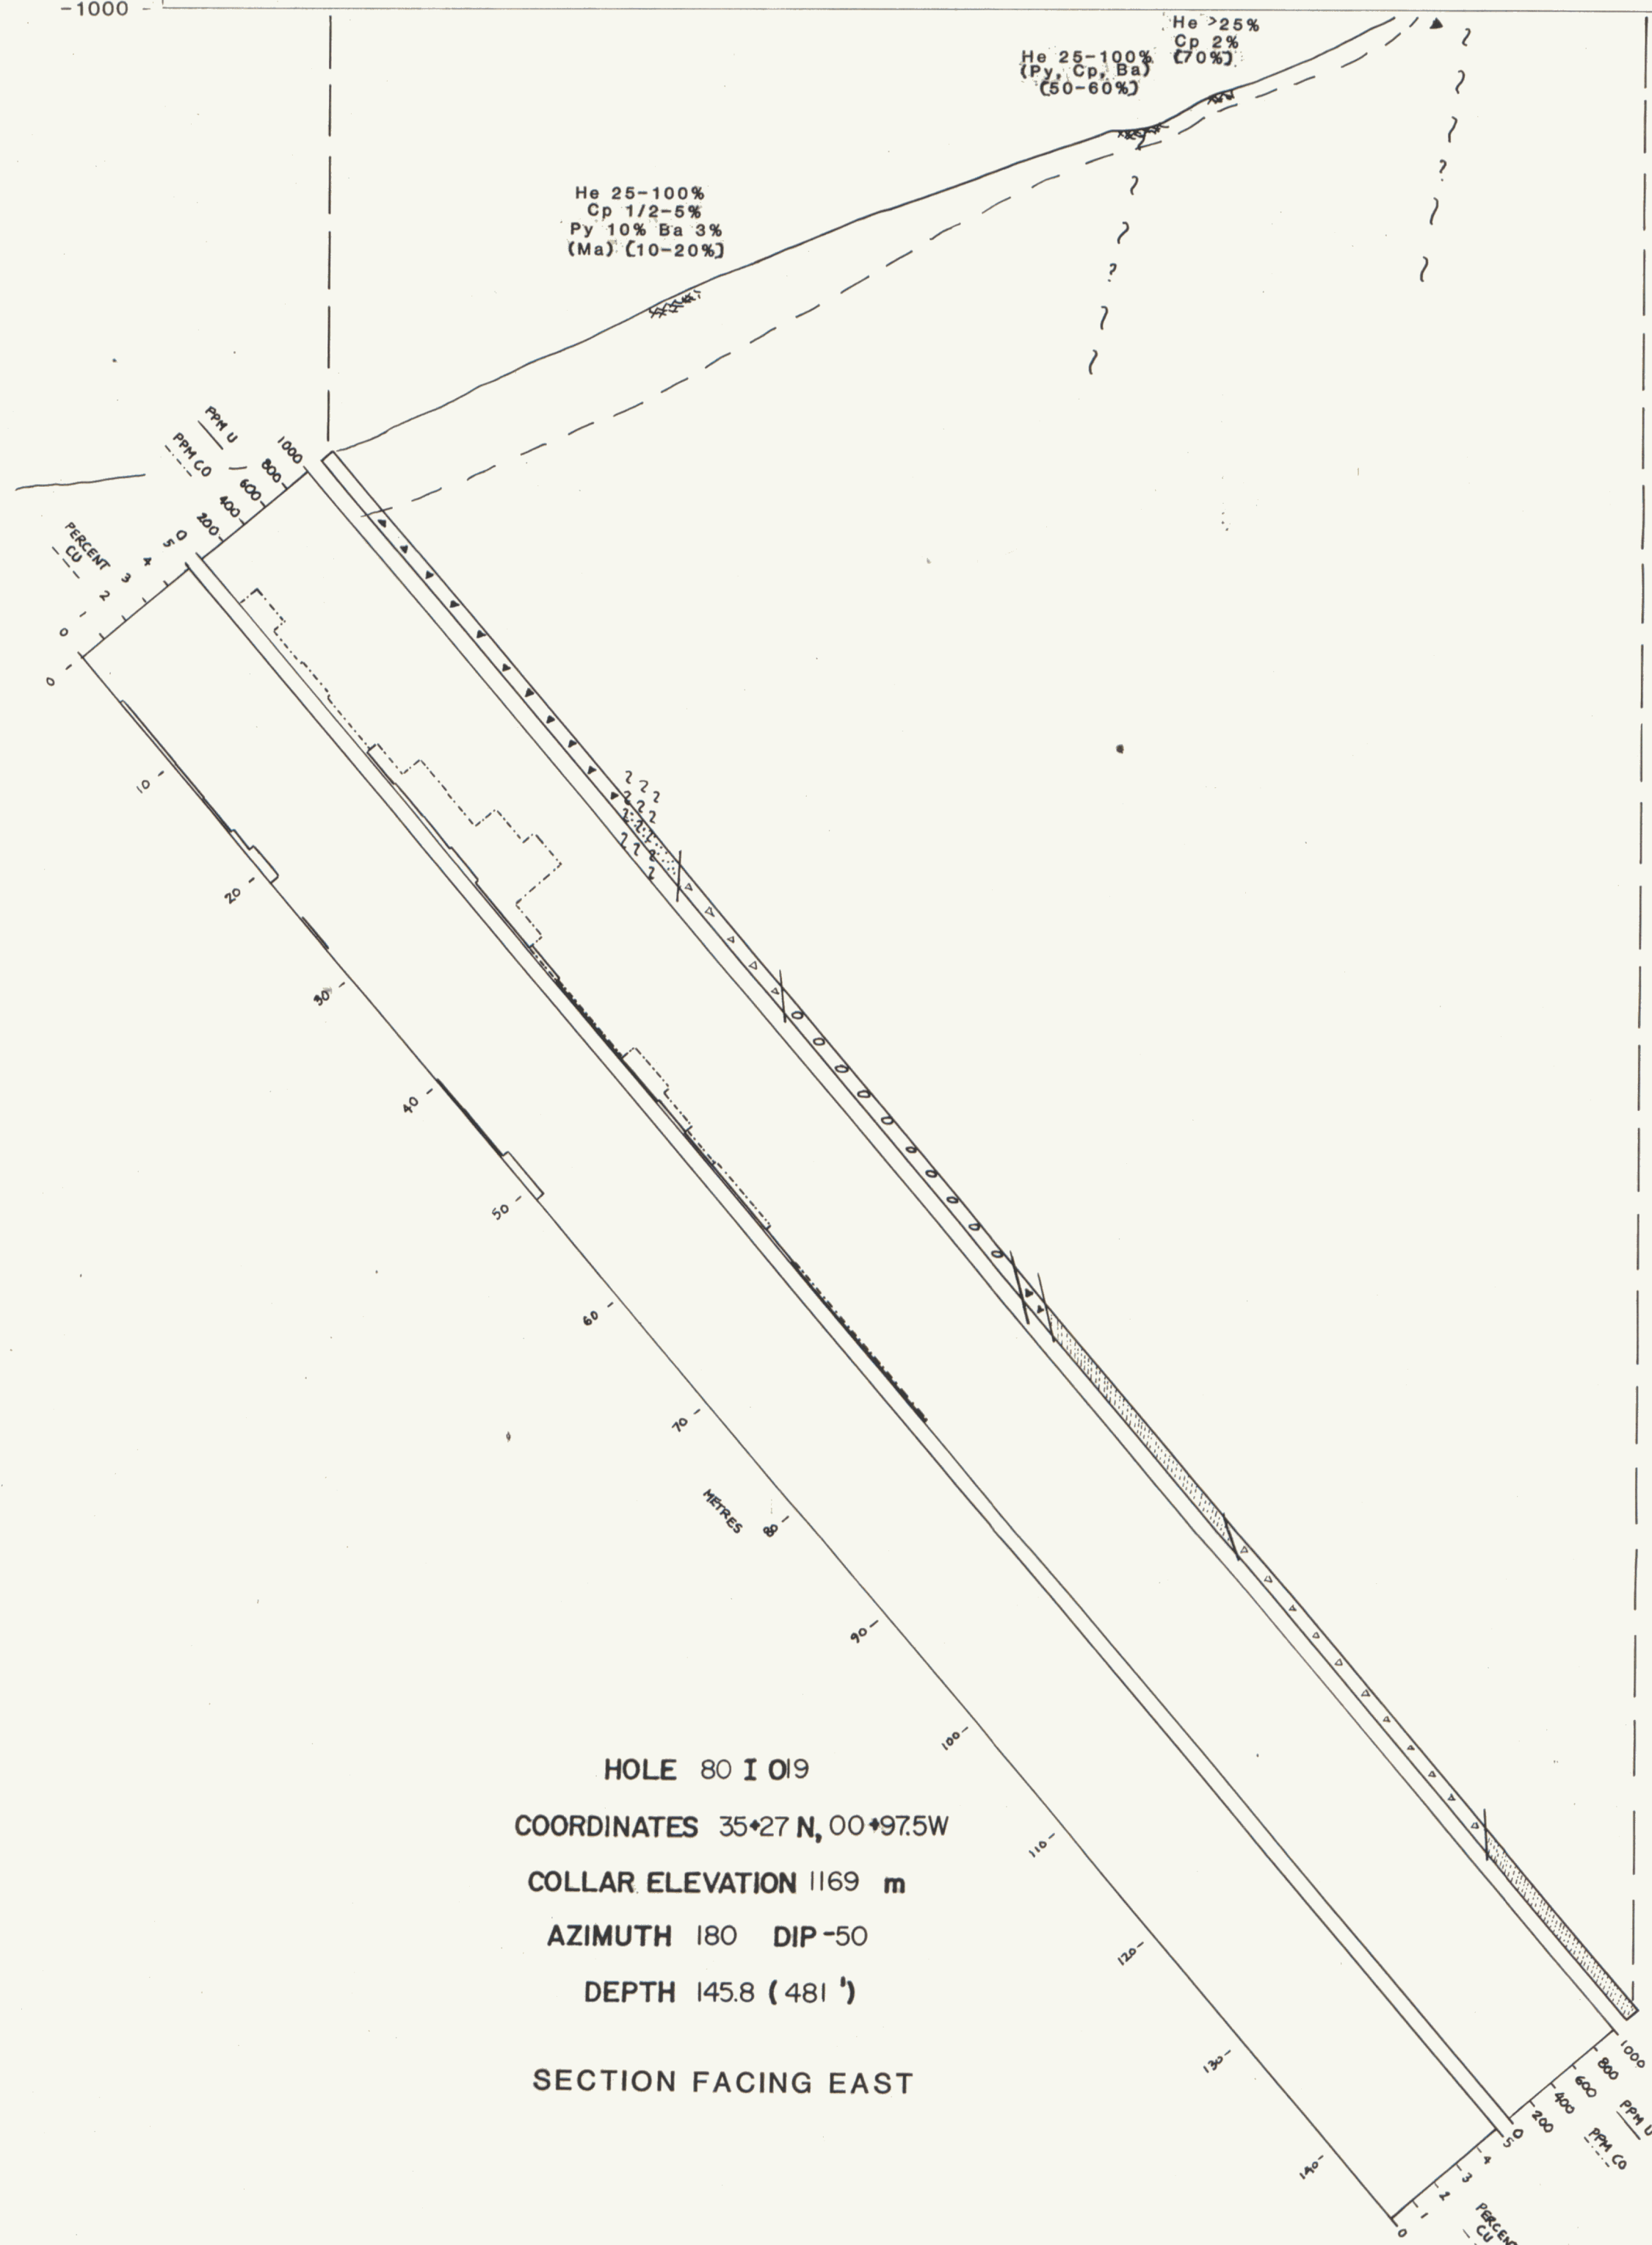 -1000
He >25%
Cp 2%
[70%]
He 25-100%
(Py, Cp, Ba)
[50-60%]
He 25-100%
Cp 1/2-5%
Py 10% Ba 3%
(Ma) [10-20%]
PPM U
PPM CO
1000
800
600
400
200
0
PERCENT
CU
5
4
3
2
1
0
0
10
20
30
40
50
60
70
METRES
80
90
100
110
120
130
140
HOLE 80 I 019
COORDINATES 35+27 N, 00+97.5W
COLLAR ELEVATION 1169 m
AZIMUTH 180 DIP -50
DEPTH 145.8 (481 ')
SECTION FACING EAST
1000
800
600
400
200
0
PPM U
PPM CO
5
4
3
2
1
0
PERCENT
CU